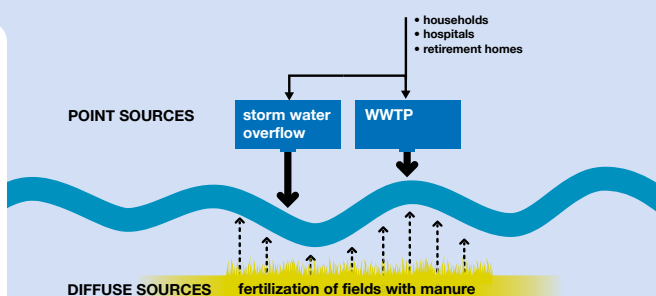 • households
• hospitals
• retirement homes
POINT SOURCES
storm water
overflow
WWTP
DIFFUSE SOURCES
fertilization of fields with manure